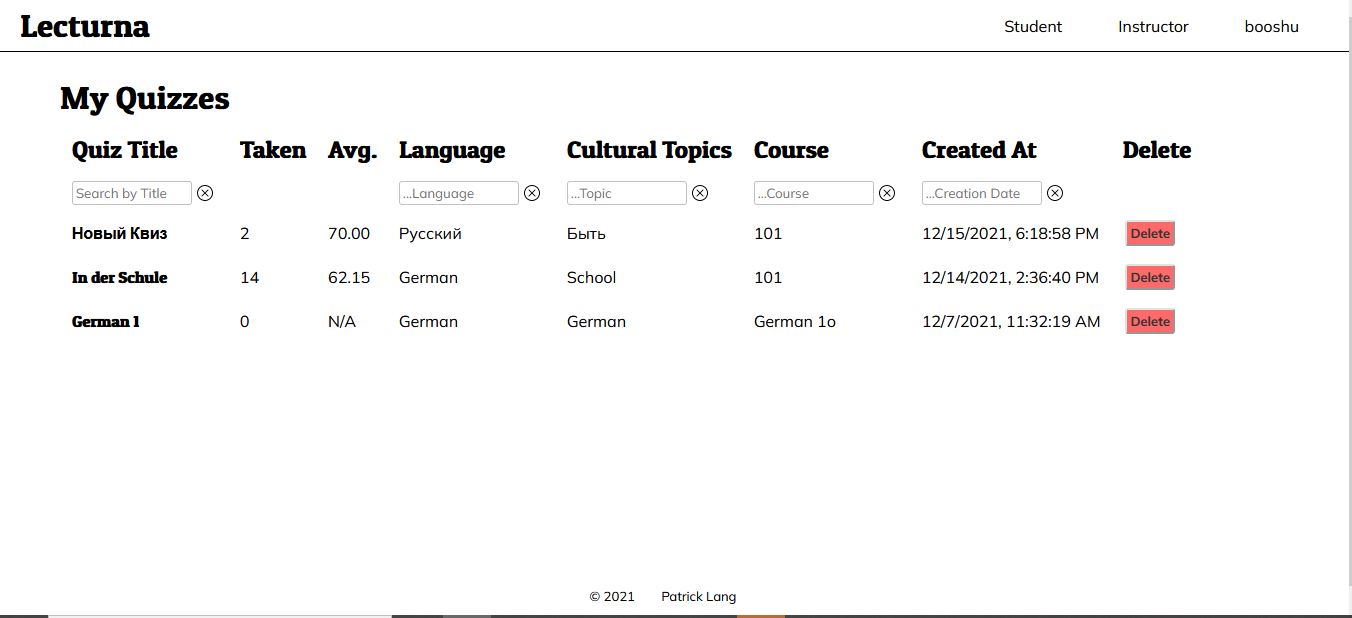 Lecturna Student Instructor booshu
My Quizzes
Quiz Title Taken Avg. Language Cultural Topics Course Created At Delete
Search by Title ...Language ...Topic ...Course ...Creation Date
Новый Квиз 2 70.00 Русский Быть 101 12/15/2021, 6:18:58 PM Delete
In der Schule 14 62.15 German School 101 12/14/2021, 2:36:40 PM Delete
German 1 0 N/A German German German 1o 12/7/2021, 11:32:19 AM Delete
© 2021 Patrick Lang